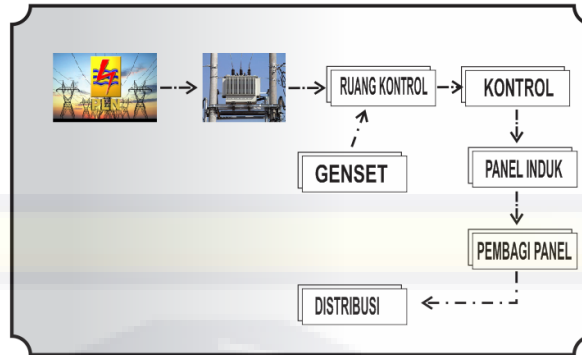 RUANG KONTROL
KONTROL
GENSET
PANEL INDUK
PEMBAGI PANEL
DISTRIBUSI